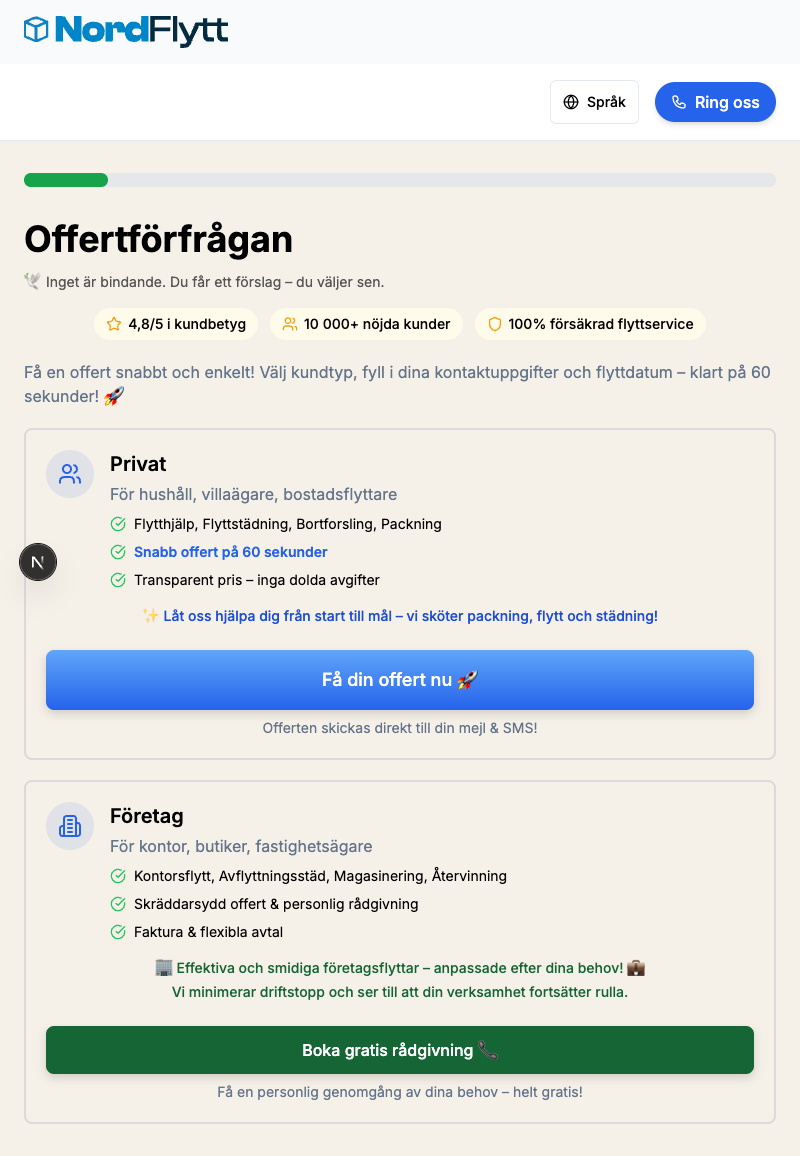 NordFlytt
Språk
Ring oss
Offertförfrågan
🕊️ Inget är bindande. Du får ett förslag – du väljer sen.
4,8/5 i kundbetyg
10 000+ nöjda kunder
100% försäkrad flyttservice
Få en offert snabbt och enkelt! Välj kundtyp, fyll i dina kontaktuppgifter och flyttdatum – klart på 60
sekunder! 🚀
Privat
För hushåll, villaägare, bostadsflyttare
Flytthjälp, Flyttstädning, Bortforsling, Packning
Snabb offert på 60 sekunder
N
Transparent pris – inga dolda avgifter
✨ Låt oss hjälpa dig från start till mål – vi sköter packning, flytt och städning!
Få din offert nu 🚀
Offerten skickas direkt till din mejl & SMS!
Företag
För kontor, butiker, fastighetsägare
Kontorsflytt, Avflyttningsstäd, Magasinering, Återvinning
Skräddarsydd offert & personlig rådgivning
Faktura & flexibla avtal
🏢 Effektiva och smidiga företagsflyttar – anpassade efter dina behov! 💼
Vi minimerar driftstopp och ser till att din verksamhet fortsätter rulla.
Boka gratis rådgivning 📞
Få en personlig genomgång av dina behov – helt gratis!